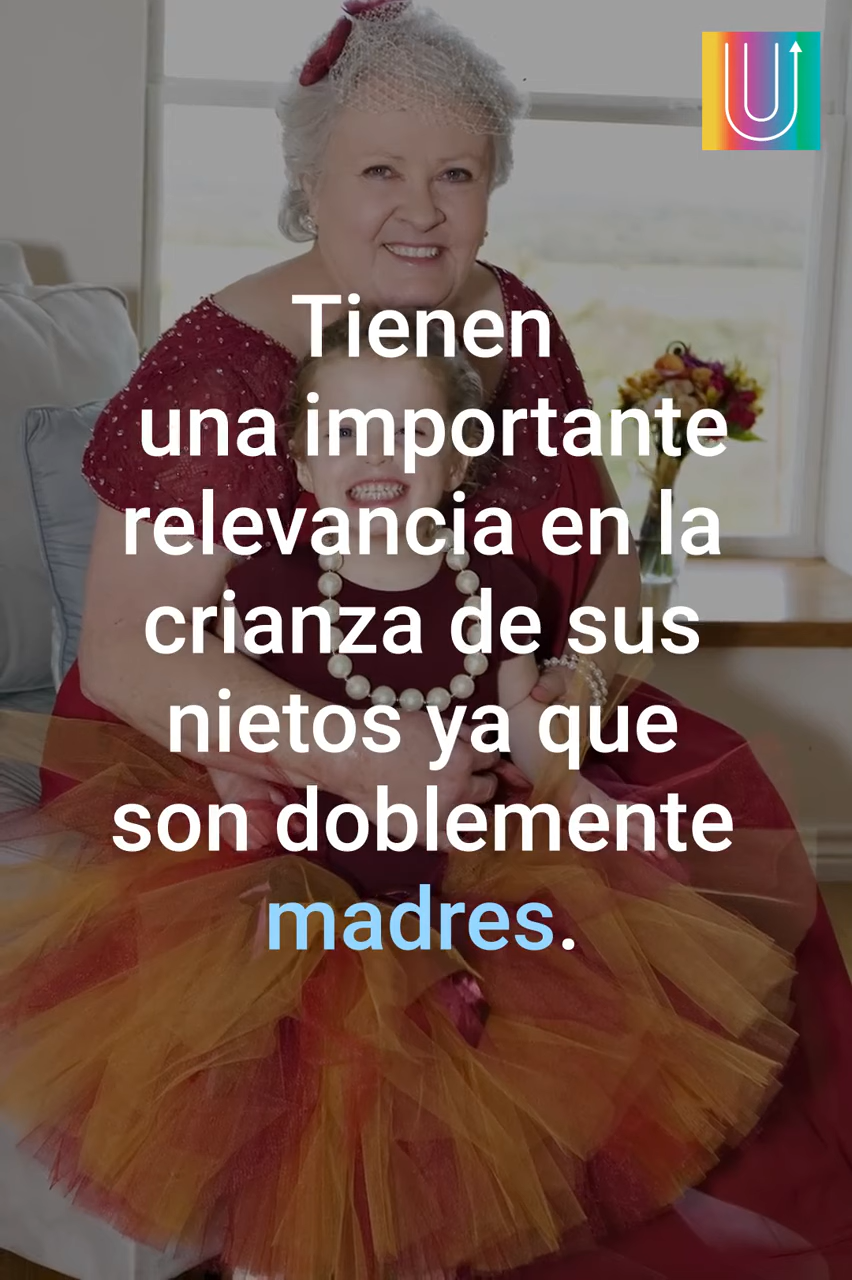 Tienen
una importante
relevancia en la
crianza de sus
nietos ya que
son doblemente
madres.